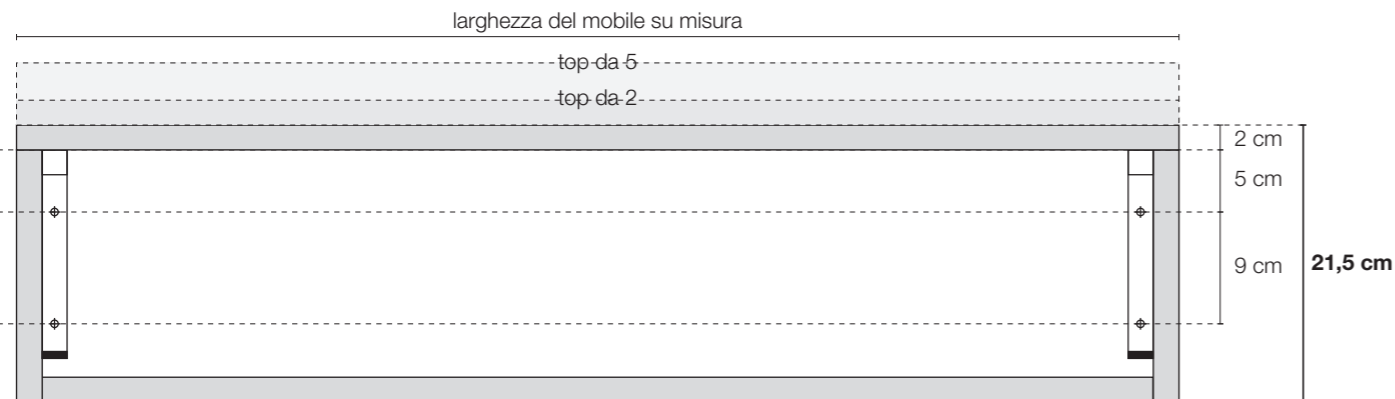 larghezza del mobile su misura
top da 5
top da 2
2 cm
5 cm
9 cm
21,5 cm